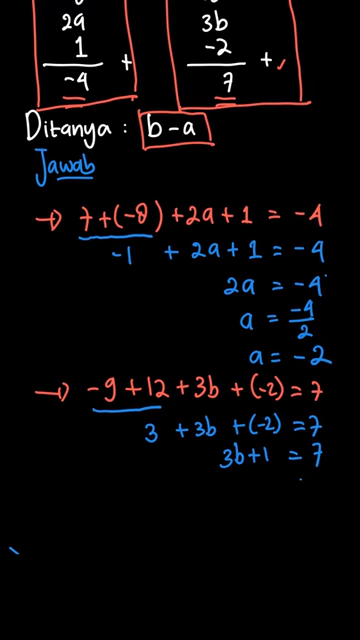 2a 3b
1 -2
-4 + 7 +
Ditanya : b-a
Jawab
→ 7 + (-8) + 2a + 1 = -4
-1 + 2a + 1 = -4
2a = -4
a = -4/2
a = -2
→ -9 + 12 + 3b + (-2) = 7
3 + 3b + (-2) = 7
3b + 1 = 7